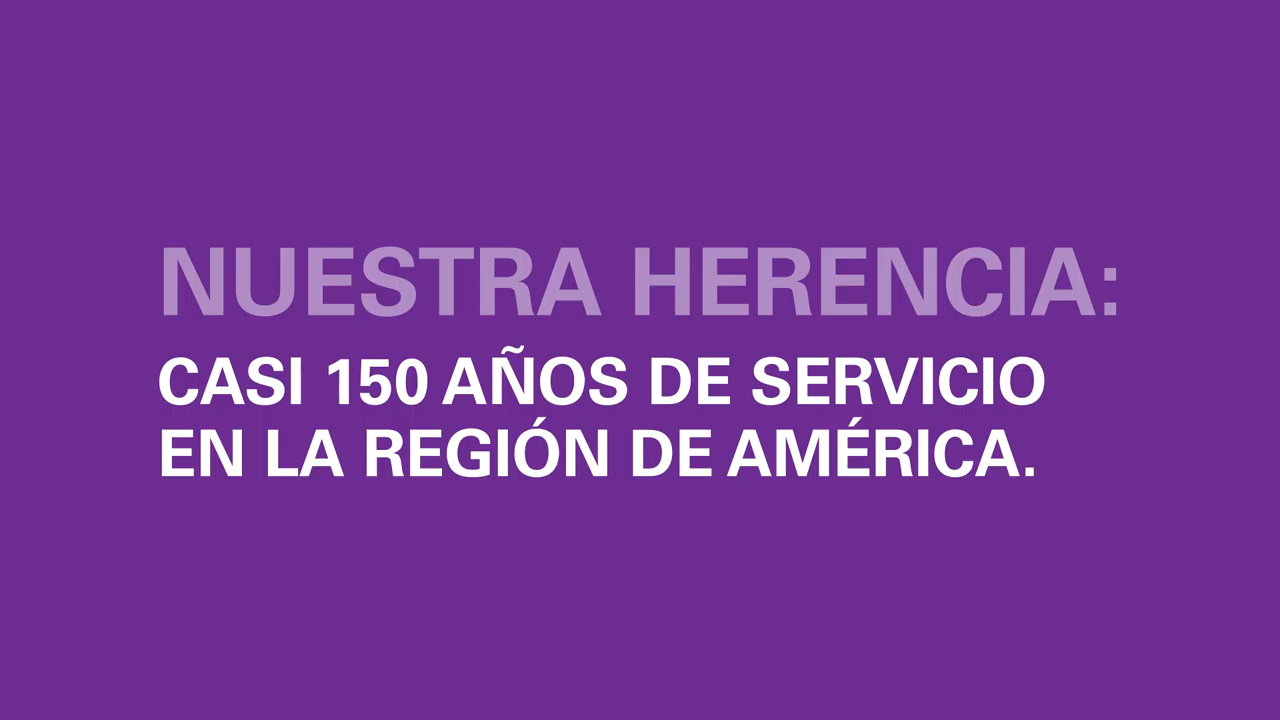 NUESTRA HERENCIA:
CASI 150 AÑOS DE SERVICIO
EN LA REGIÓN DE AMÉRICA.